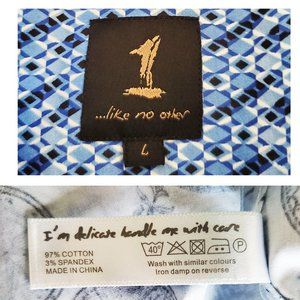 1
...like no other
L
I'm delicate handle me with care
97% COTTON
3% SPANDEX
MADE IN CHINA
40°
P
Wash with similar colours
Iron damp on reverse